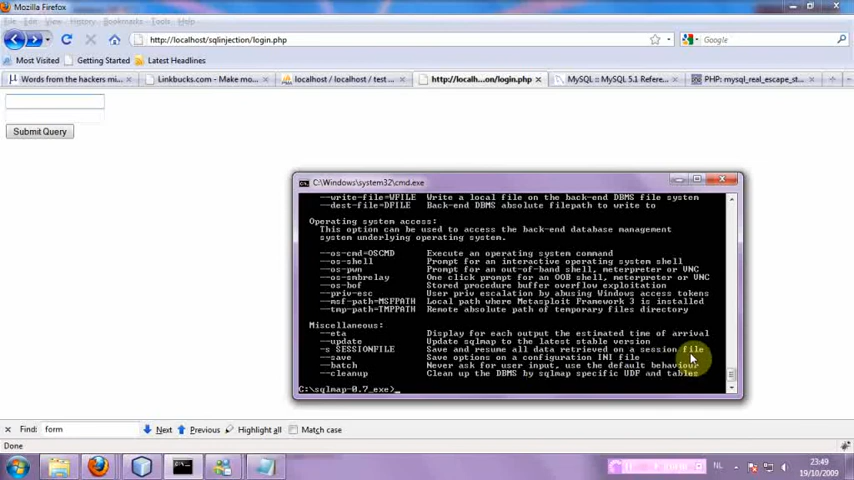 Mozilla Firefox
File Edit View History Bookmarks Tools Help
http://localhost/sqlinjection/login.php
Google
Most Visited Getting Started Latest Headlines
Words from the hackers mi...
Linkbucks.com - Make mo...
localhost / localhost / test ...
http://localh...on/login.php
MySQL :: MySQL 5.1 Refere...
PHP: mysql_real_escape_st...
Submit Query
C:\Windows\system32\cmd.exe
--write-file=WFILE Write a local file on the back-end DBMS file system
--dest-file=DFILE Back-end DBMS absolute filepath to write to
Operating system access:
This option can be used to access the back-end database management
system underlying operating system.
--os-cmd=OSCMD Execute an operating system command
--os-shell Prompt for an interactive operating system shell
--os-pwn Prompt for an out-of-band shell, meterpreter or VNC
--os-smbrelay One click prompt for an OOB shell, meterpreter or VNC
--os-bof Stored procedure buffer overflow exploitation
--priv-esc User priv escalation by abusing Windows access tokens
--msf-path=MSFPATH Local path where Metasploit Framework 3 is installed
--tmp-path=TMPPATH Remote absolute path of temporary files directory
Miscellaneous:
--eta Display for each output the estimated time of arrival
--update Update sqlmap to the latest stable version
-s SESSIONFILE Save and resume all data retrieved on a session file
--save Save options on a configuration INI file
--batch Never ask for user input, use the default behaviour
--cleanup Clean up the DBMS by sqlmap specific UDF and tables
C:\sqlmap-0.7_exe>_
Find: form Next Previous Highlight all Match case
Done
NL
23:49
19/10/2009